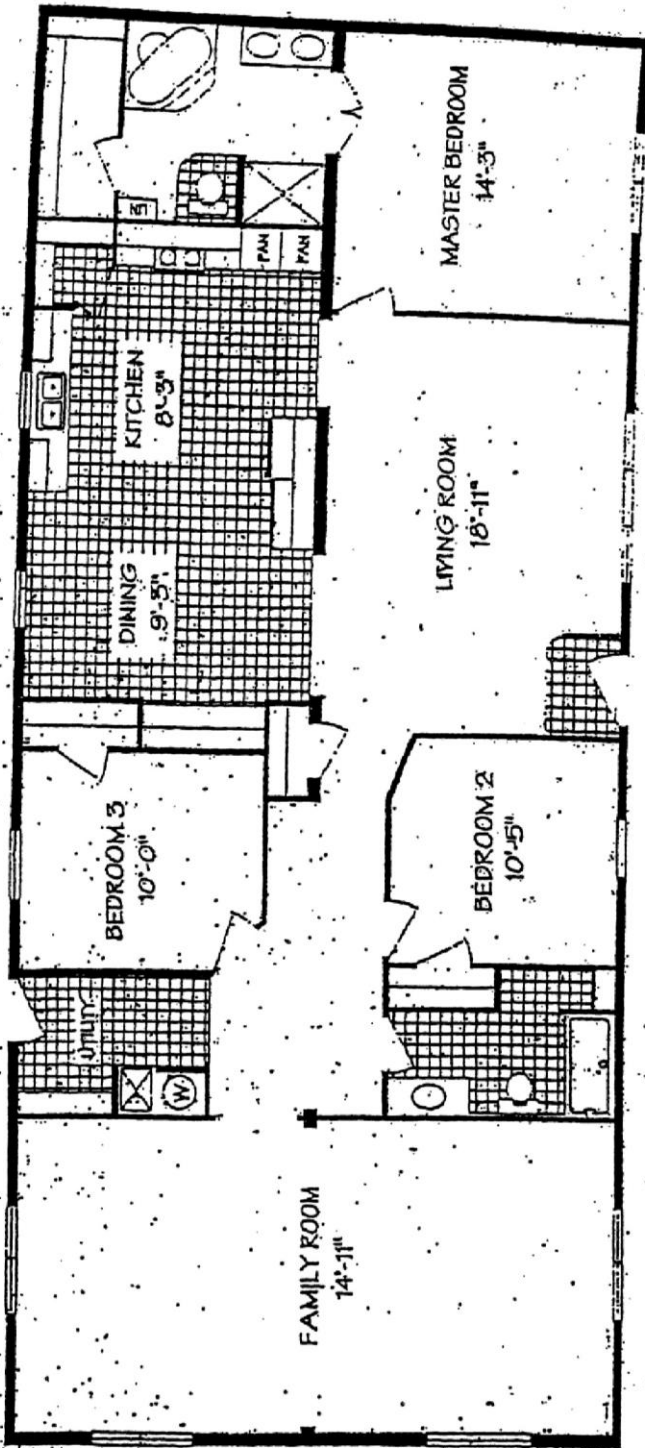 MASTER BEDROOM
14'-3"
PAN
PAN
KITCHEN
8'-3"
LIVING ROOM
18'-11"
DINING
9'-5"
BEDROOM 3
10'-0"
BEDROOM 2
10'-5"
UTILITY
W
FAMILY ROOM
14'-11"